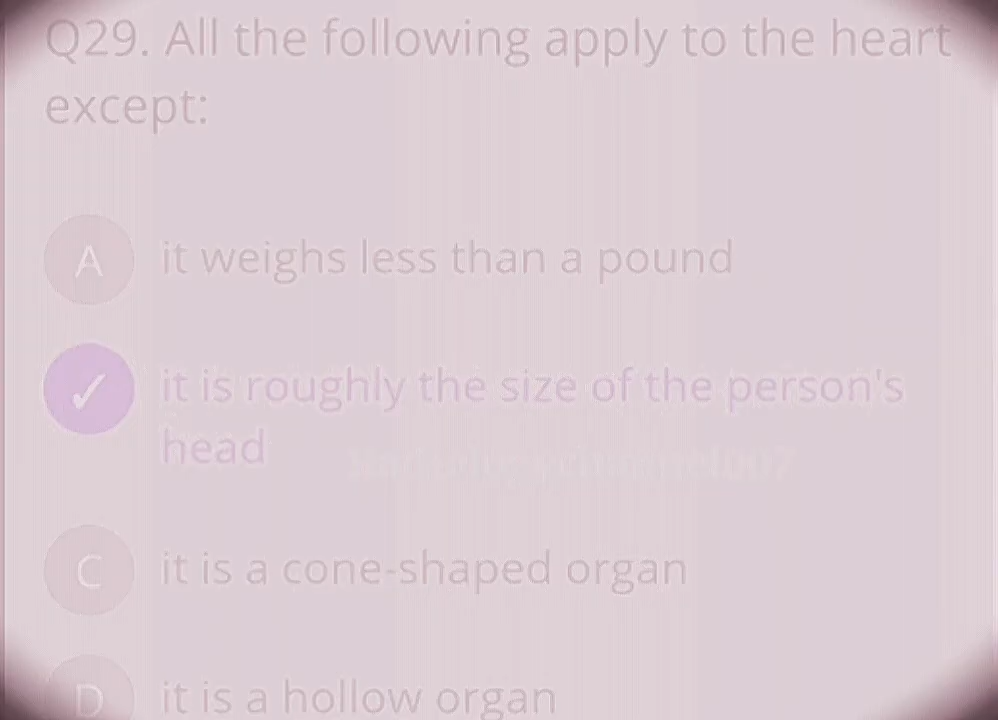 Q29. All the following apply to the heart
except:
A it weighs less than a pound
✓ it is roughly the size of the person's
head
C it is a cone-shaped organ
D it is a hollow organ